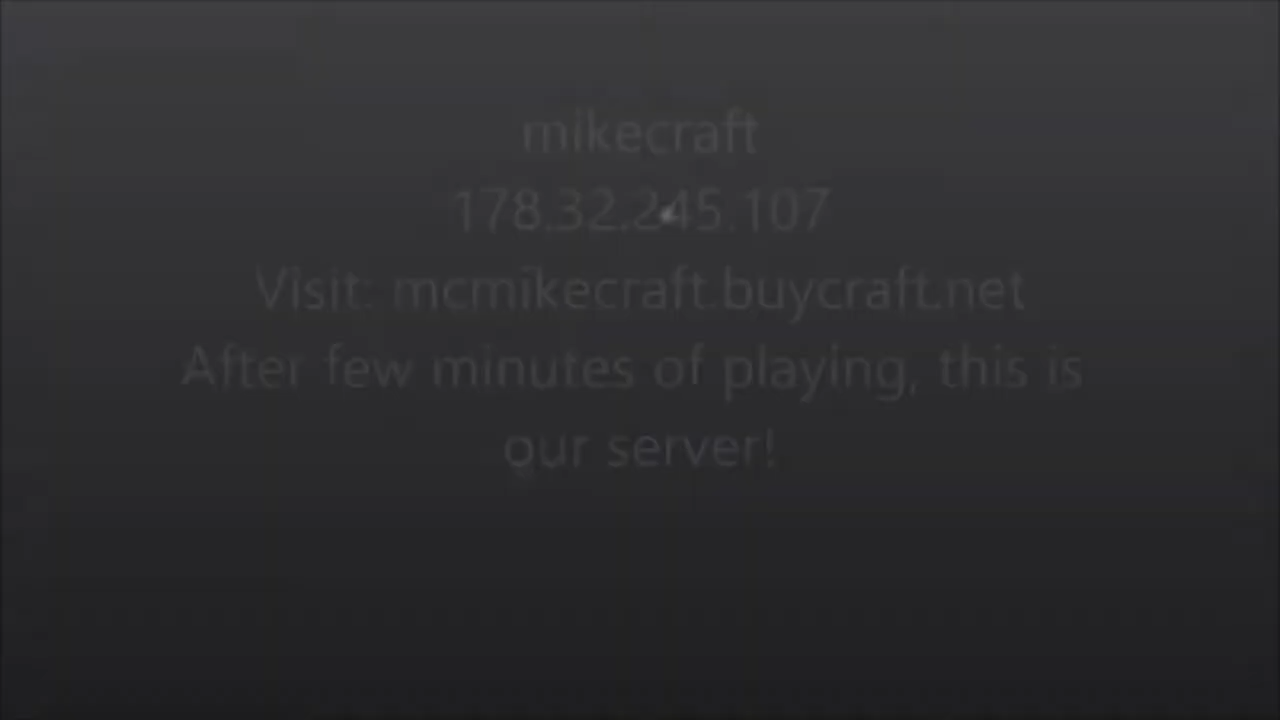 mikecraft
178.32.245.107
Visit: mcmikecraft.buycraft.net
After few minutes of playing, this is
our server!